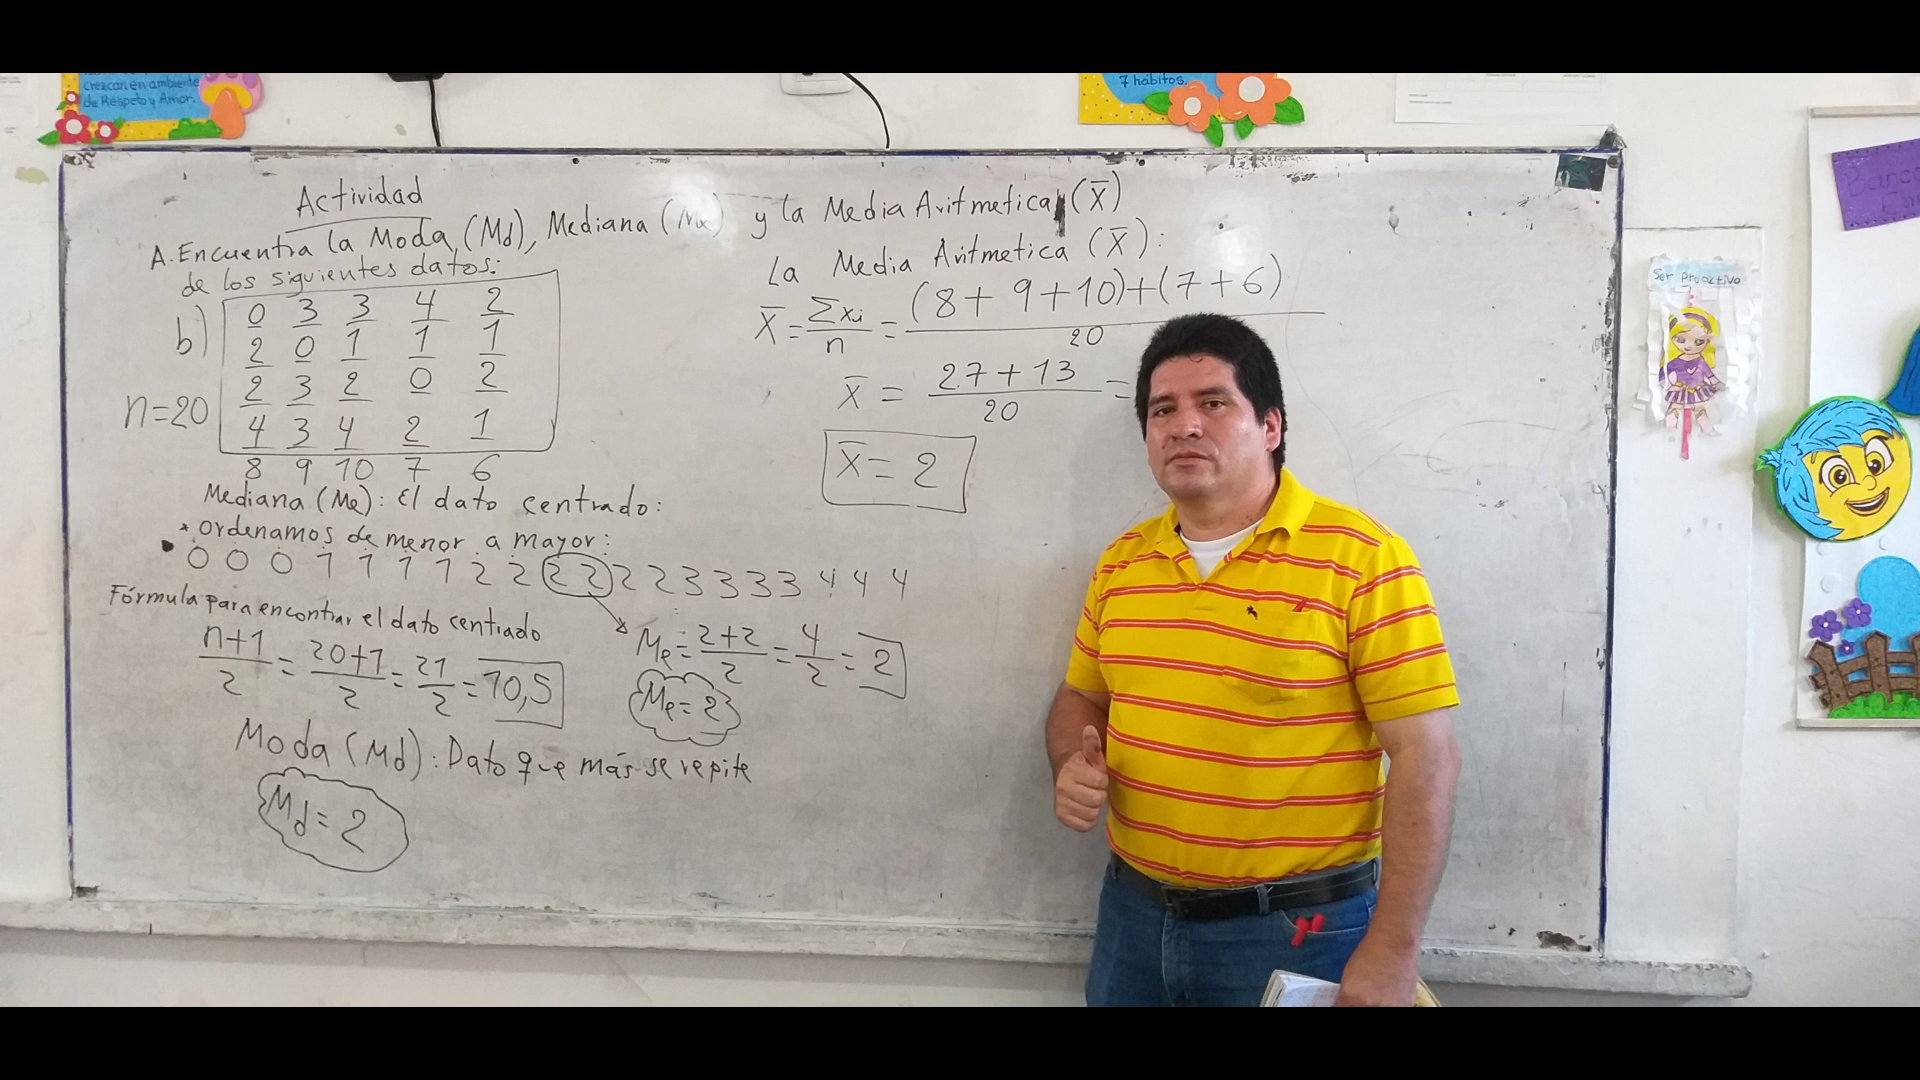 crezcan en ambiente
de Respeto y Amor.
7 hábitos.
Ser proactivo
Actividad
A. Encuentra la Moda (Md), Mediana (Me) y la Media Aritmetica (X̄)
de los siguientes datos:
b)
0 3 3 4 2
2 0 1 1 1
2 3 2 0 2
n=20
4 3 4 2 1
8 9 10 7 6
Mediana (Me): El dato centrado:
* ordenamos de menor a mayor:
0 0 0 1 1 1 1 2 2 2 2 2 2 3 3 3 3 4 4 4
Fórmula para encontrar el dato centrado
n+1/2 = 20+1/2 = 21/2 = 10,5
Me = 2+2/2 = 4/2 = 2
Me = 2
Moda (Md): Dato que más se repite
Md = 2
La Media Aritmetica (X̄):
X̄ = Σxi/n = (8+9+10)+(7+6)/20
X̄ = 27+13/20 =
X̄ = 2